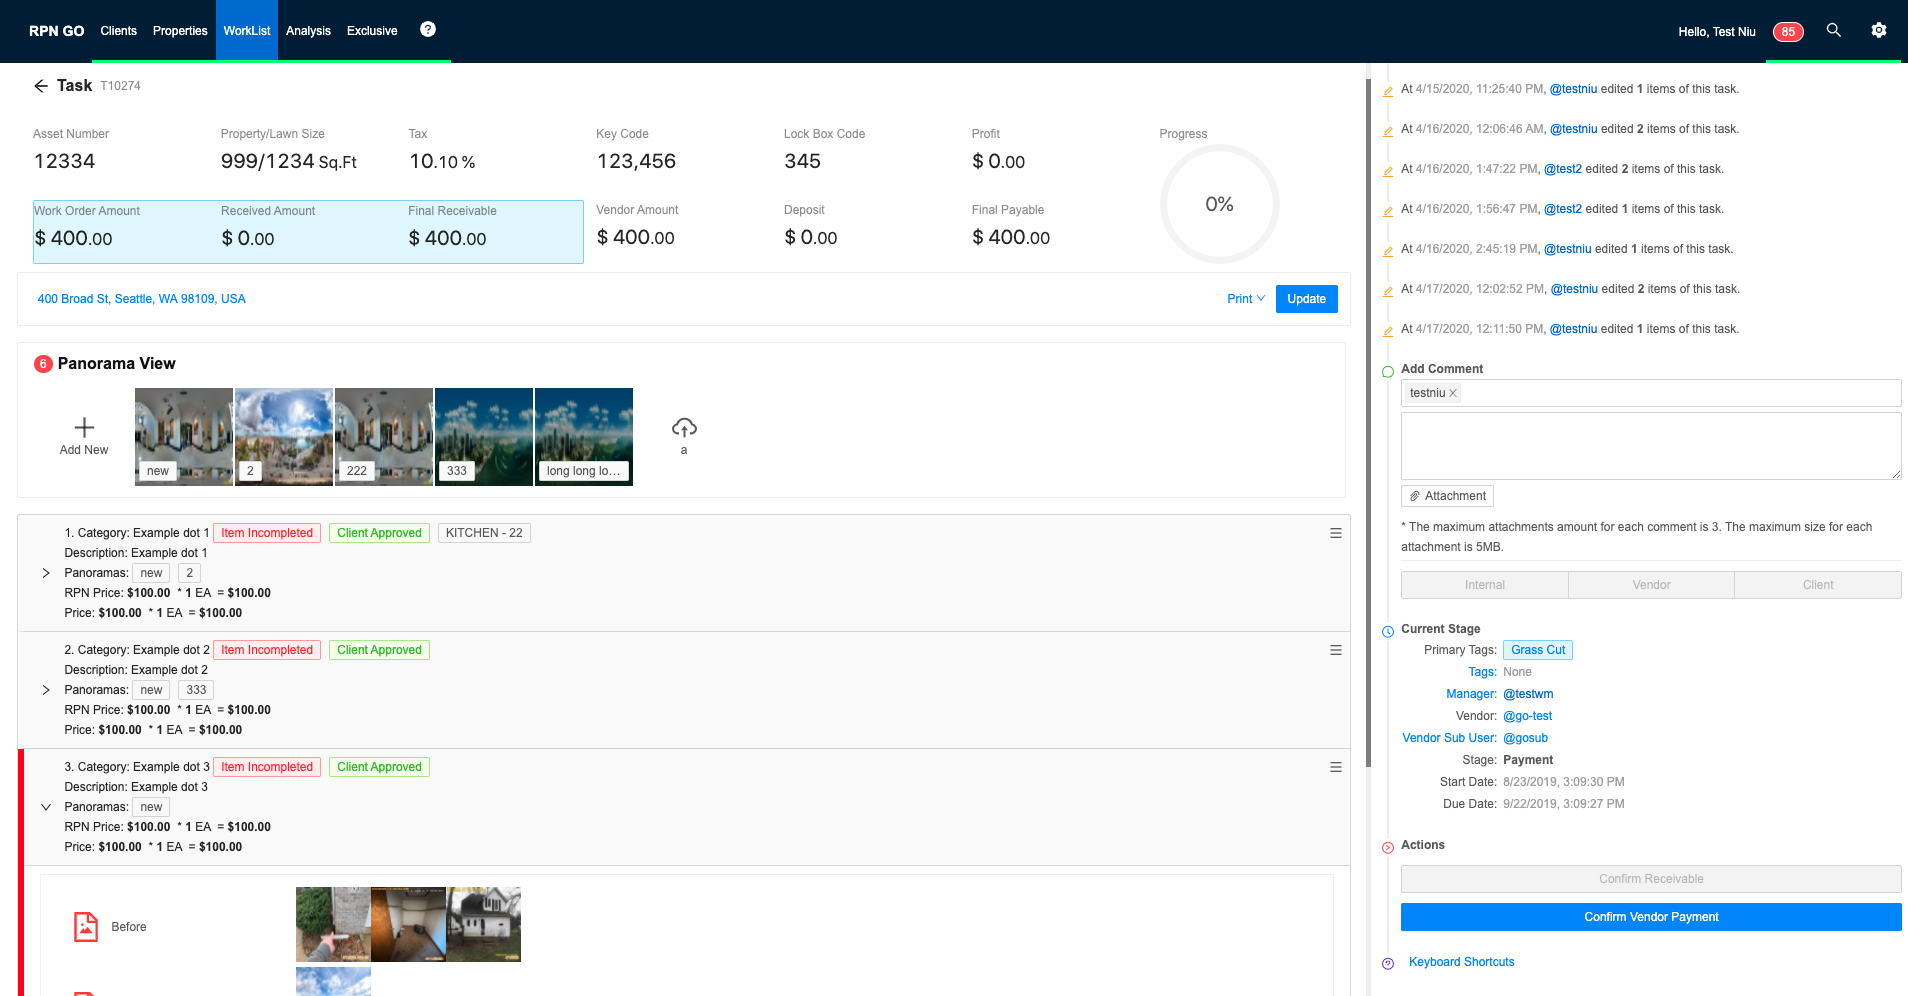 RPN GO Clients Properties WorkList Analysis Exclusive ? Hello, Test Niu 85
Task T10274
Asset Number Property/Lawn Size Tax Key Code Lock Box Code Profit Progress
12334 999/1234 Sq.Ft 10.10 % 123,456 345 $ 0.00
0%
Work Order Amount Received Amount Final Receivable Vendor Amount Deposit Final Payable
$ 400.00 $ 0.00 $ 400.00 $ 400.00 $ 0.00 $ 400.00
400 Broad St, Seattle, WA 98109, USA Print Update
6 Panorama View
Add New new 2 222 333 long long lo... a
1. Category: Example dot 1 Item Incompleted Client Approved KITCHEN - 22
Description: Example dot 1
Panoramas: new 2
RPN Price: $100.00 * 1 EA = $100.00
Price: $100.00 * 1 EA = $100.00
2. Category: Example dot 2 Item Incompleted Client Approved
Description: Example dot 2
Panoramas: new 333
RPN Price: $100.00 * 1 EA = $100.00
Price: $100.00 * 1 EA = $100.00
3. Category: Example dot 3 Item Incompleted Client Approved
Description: Example dot 3
Panoramas: new
RPN Price: $100.00 * 1 EA = $100.00
Price: $100.00 * 1 EA = $100.00
Before
At 4/15/2020, 11:25:40 PM, @testniu edited 1 items of this task.
At 4/16/2020, 12:06:46 AM, @testniu edited 2 items of this task.
At 4/16/2020, 1:47:22 PM, @test2 edited 2 items of this task.
At 4/16/2020, 1:56:47 PM, @test2 edited 1 items of this task.
At 4/16/2020, 2:45:19 PM, @testniu edited 1 items of this task.
At 4/17/2020, 12:02:52 PM, @testniu edited 2 items of this task.
At 4/17/2020, 12:11:50 PM, @testniu edited 1 items of this task.
Add Comment
testniu
Attachment
* The maximum attachments amount for each comment is 3. The maximum size for each
attachment is 5MB.
Internal Vendor Client
Current Stage
Primary Tags: Grass Cut
Tags: None
Manager: @testwm
Vendor: @go-test
Vendor Sub User: @gosub
Stage: Payment
Start Date: 8/23/2019, 3:09:30 PM
Due Date: 9/22/2019, 3:09:27 PM
Actions
Confirm Receivable
Confirm Vendor Payment
Keyboard Shortcuts